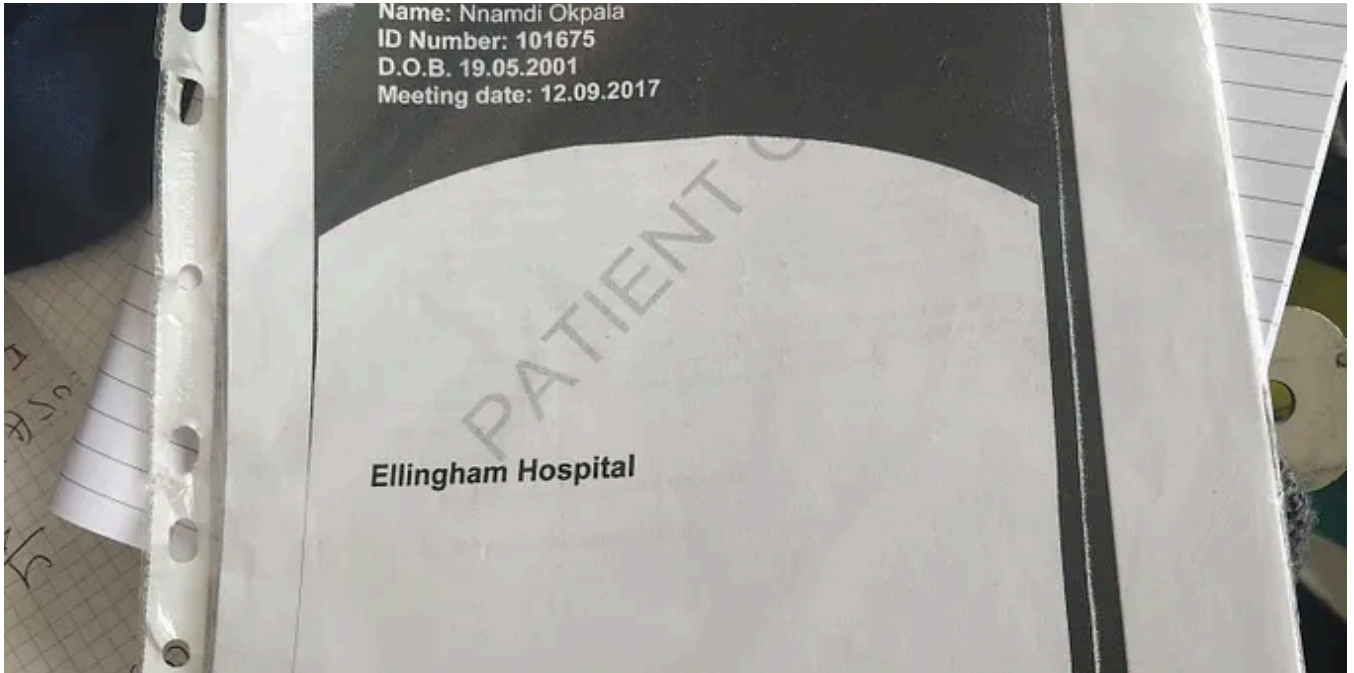 Name: Nnamdi Okpala
ID Number: 101675
D.O.B. 19.05.2001
Meeting date: 12.09.2017
PATIENT
Ellingham Hospital